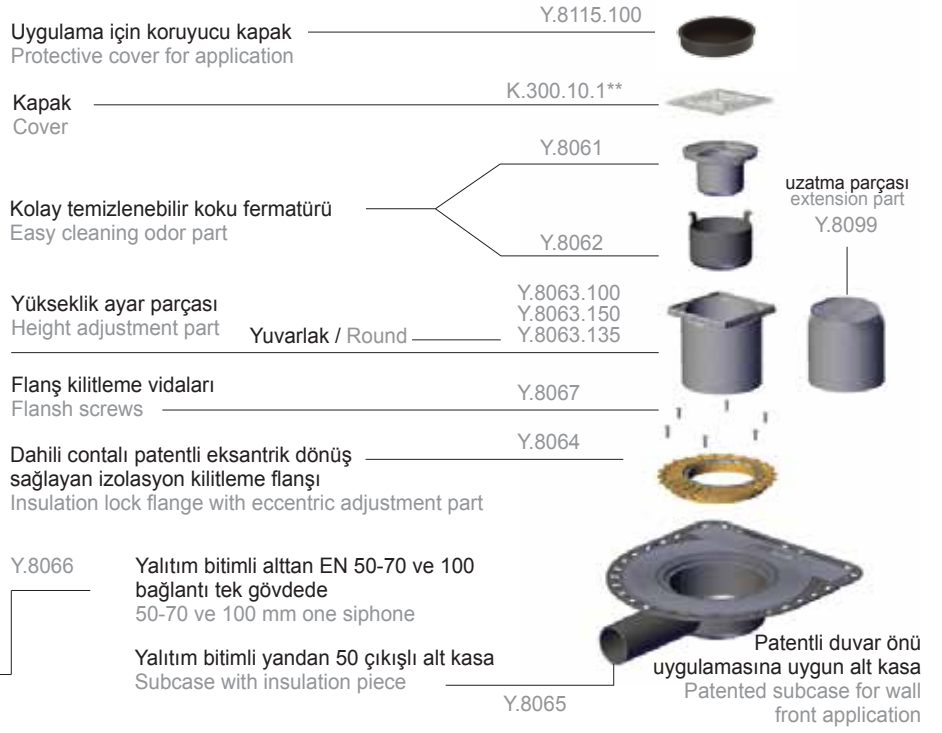 Y.8115.100
Uygulama için koruyucu kapak
Protective cover for application
K.300.10.1**
Kapak
Cover
Y.8061
Kolay temizlenebilir koku fermatürü
Easy cleaning odor part
Y.8062
uzatma parçası
extension part
Y.8099
Yükseklik ayar parçası
Height adjustment part
Yuvarlak / Round
Y.8063.100
Y.8063.150
Y.8063.135
Flanş kilitleme vidaları
Flansh screws
Y.8067
Dahili contalı patentli eksantrik dönüş
sağlayan izolasyon kilitleme flanşı
Insulation lock flange with eccentric adjustment part
Y.8064
Y.8066
Yalıtım bitimli alttan EN 50-70 ve 100
bağlantı tek gövdede
50-70 ve 100 mm one siphone
Yalıtım bitimli yandan 50 çıkışlı alt kasa
Subcase with insulation piece
Y.8065
Patentli duvar önü
uygulamasına uygun alt kasa
Patented subcase for wall
front application